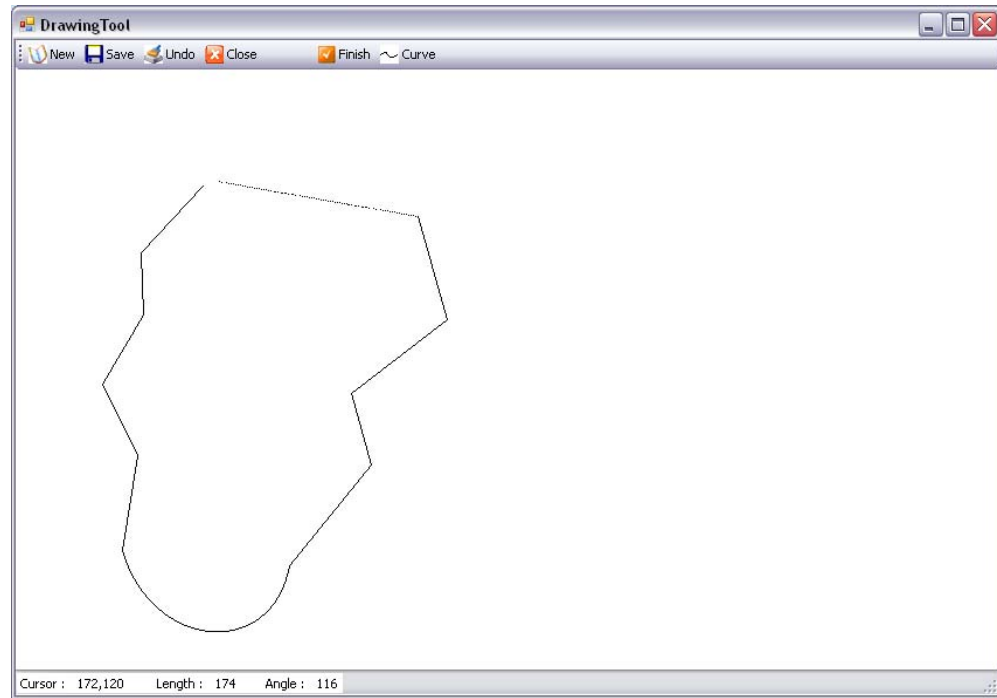 DrawingTool
New Save Undo Close Finish Curve
Cursor : 172,120 Length : 174 Angle : 116